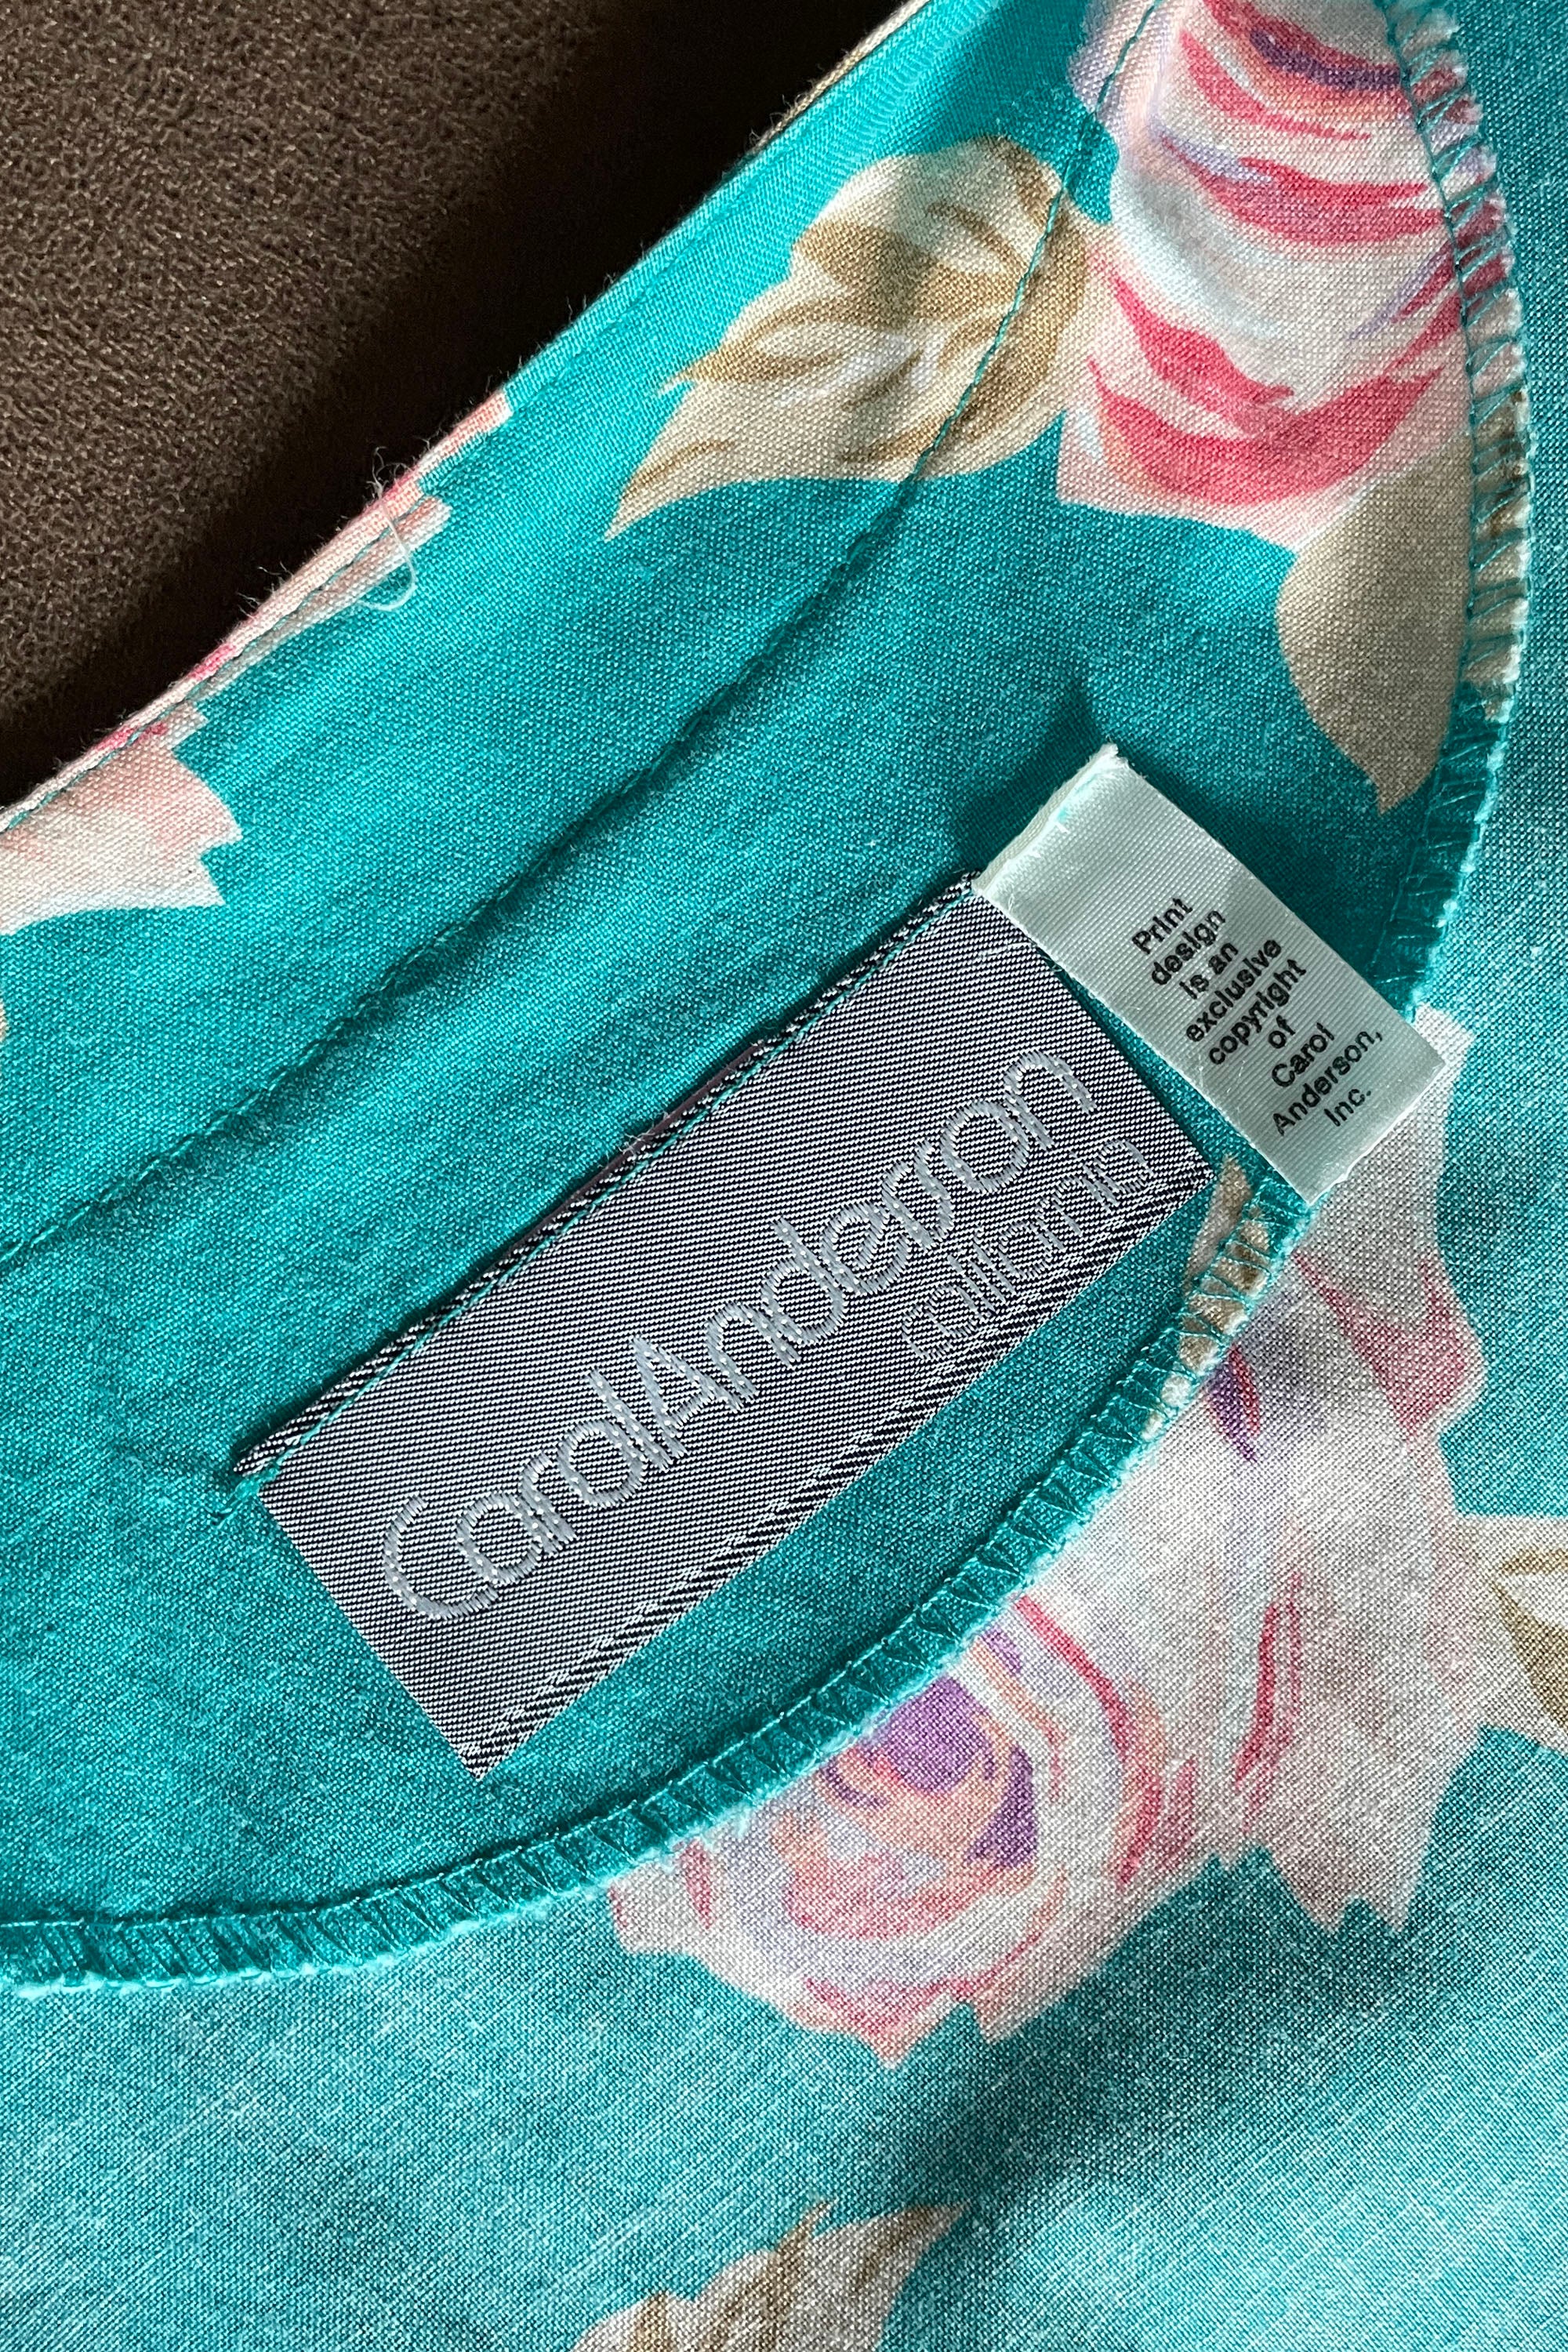 CarolAnderson
california
Print
design
is an
exclusive
copyright
of
Carol
Anderson,
Inc.